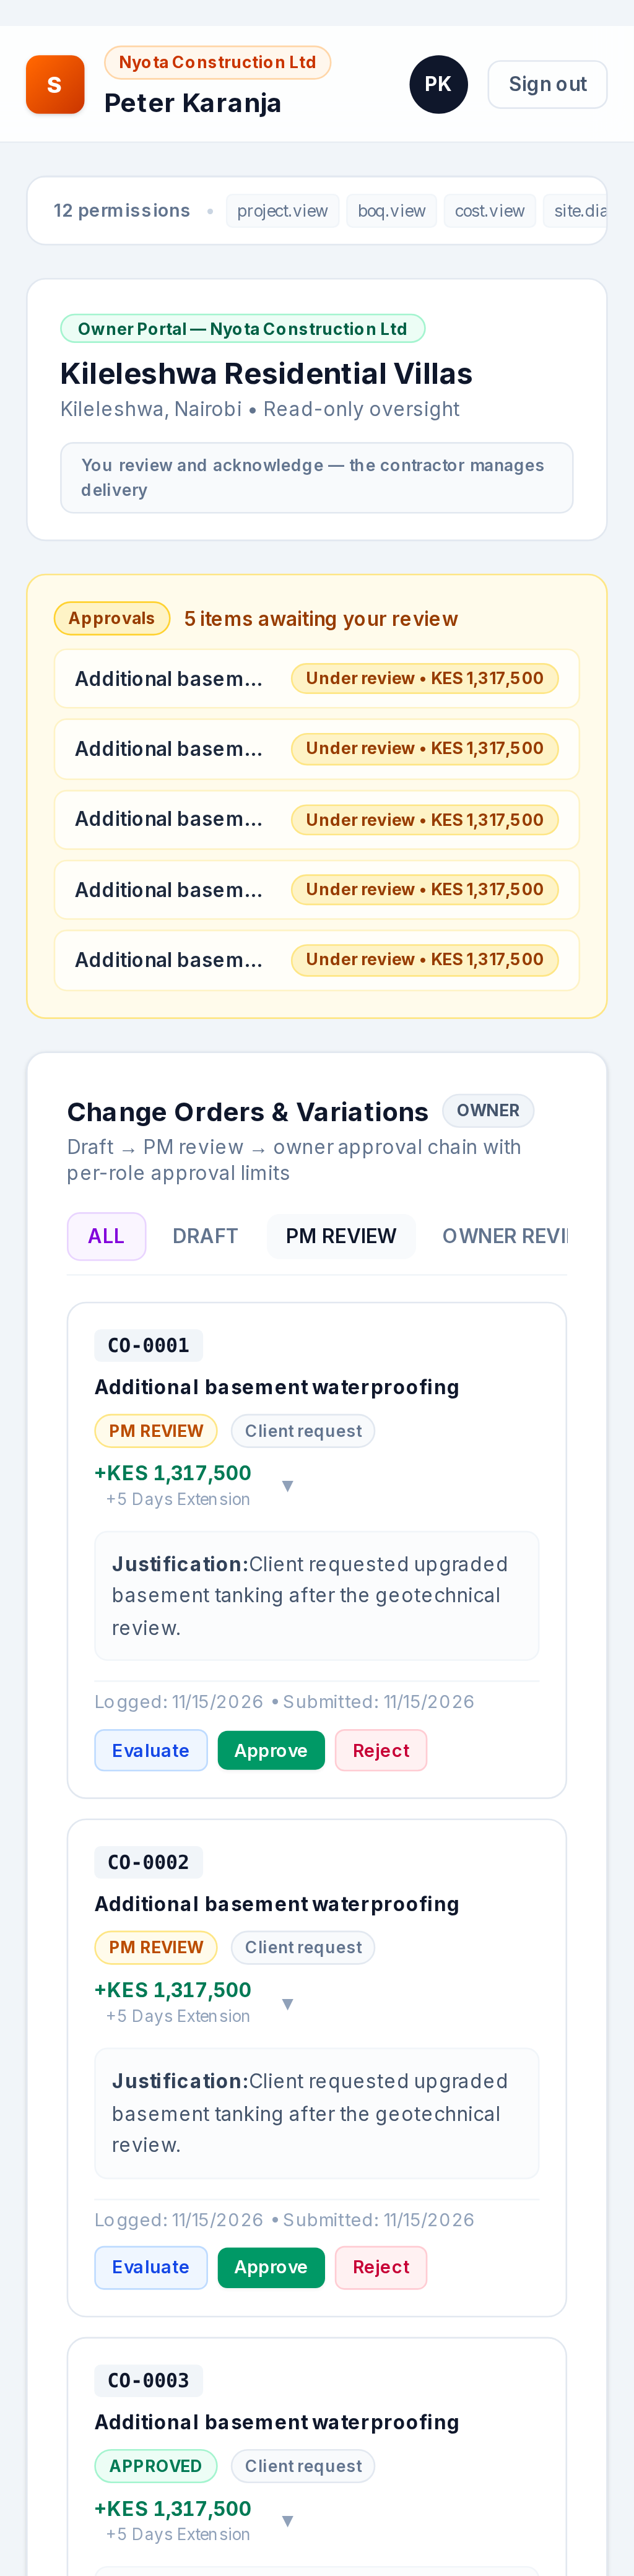 s
Nyota Construction Ltd
Peter Karanja
PK
Sign out
12 permissions • project.view boq.view cost.view site.dia
Owner Portal — Nyota Construction Ltd
Kileleshwa Residential Villas
Kileleshwa, Nairobi • Read-only oversight
You review and acknowledge — the contractor manages
delivery
Approvals 5 items awaiting your review
Additional basem... Under review • KES 1,317,500
Additional basem... Under review • KES 1,317,500
Additional basem... Under review • KES 1,317,500
Additional basem... Under review • KES 1,317,500
Additional basem... Under review • KES 1,317,500
Change Orders & Variations OWNER
Draft → PM review → owner approval chain with
per-role approval limits
ALL DRAFT PM REVIEW OWNER REVI
CO-0001
Additional basement waterproofing
PM REVIEW Client request
+KES 1,317,500
+5 Days Extension ▼
Justification:Client requested upgraded
basement tanking after the geotechnical
review.
Logged: 11/15/2026 • Submitted: 11/15/2026
Evaluate Approve Reject
CO-0002
Additional basement waterproofing
PM REVIEW Client request
+KES 1,317,500
+5 Days Extension ▼
Justification:Client requested upgraded
basement tanking after the geotechnical
review.
Logged: 11/15/2026 • Submitted: 11/15/2026
Evaluate Approve Reject
CO-0003
Additional basement waterproofing
APPROVED Client request
+KES 1,317,500
+5 Days Extension ▼